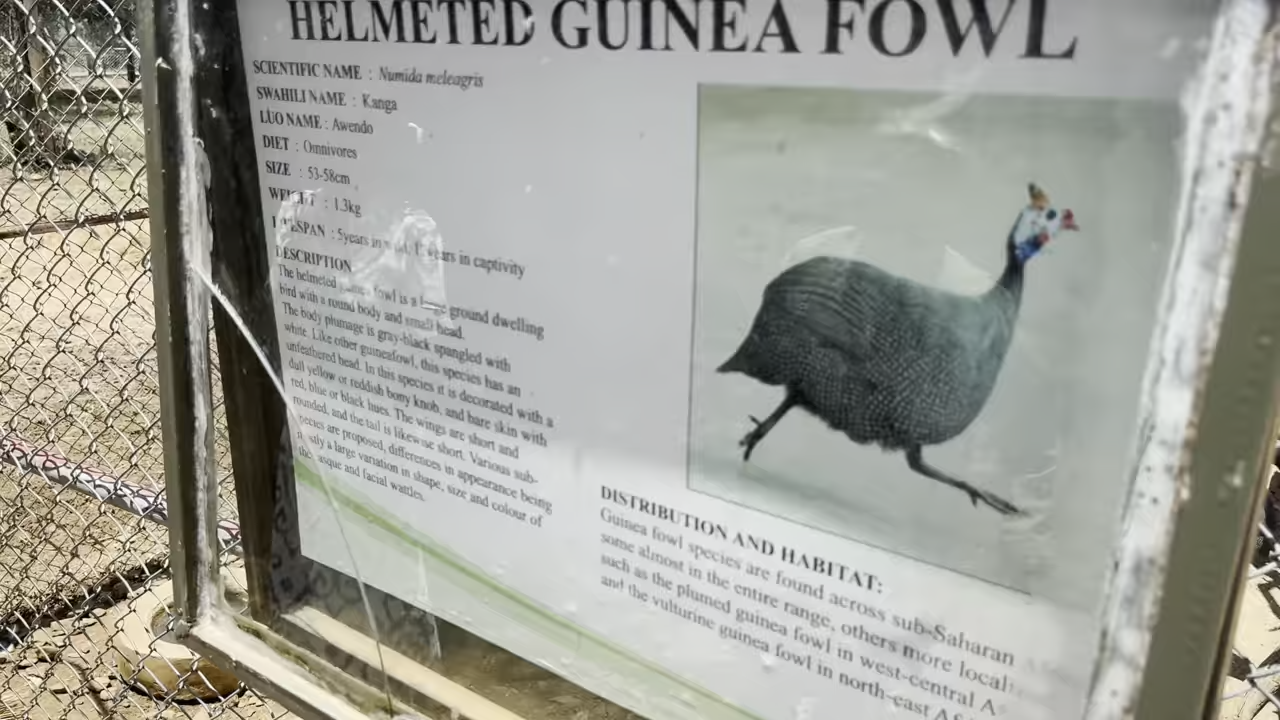 HELMETED GUINEA FOWL
SCIENTIFIC NAME : Numida meleagris
SWAHILI NAME : Kanga
LUO NAME : Awendo
DIET : Omnivores
SIZE : 53-58cm
WEIGHT : 1.3kg
LIFESPAN : 5years in wild, years in captivity
DESCRIPTION
The helmeted guinea fowl is a large ground dwelling
bird with a round body and small head.
The body plumage is gray-black spangled with
white. Like other guineafowl, this species has an
unfeathered head. In this species it is decorated with a
dull yellow or reddish bony knob, and bare skin with
red, blue or black hues. The wings are short and
rounded, and the tail is likewise short. Various sub-
species are proposed, differences in appearance being
mostly a large variation in shape, size and colour of
the casque and facial wattles.
DISTRIBUTION AND HABITAT:
Guinea fowl species are found across sub-Saharan
some almost in the entire range, others more locali
such as the plumed guinea fowl in west-central A
and the vulturine guinea fowl in north-east Af